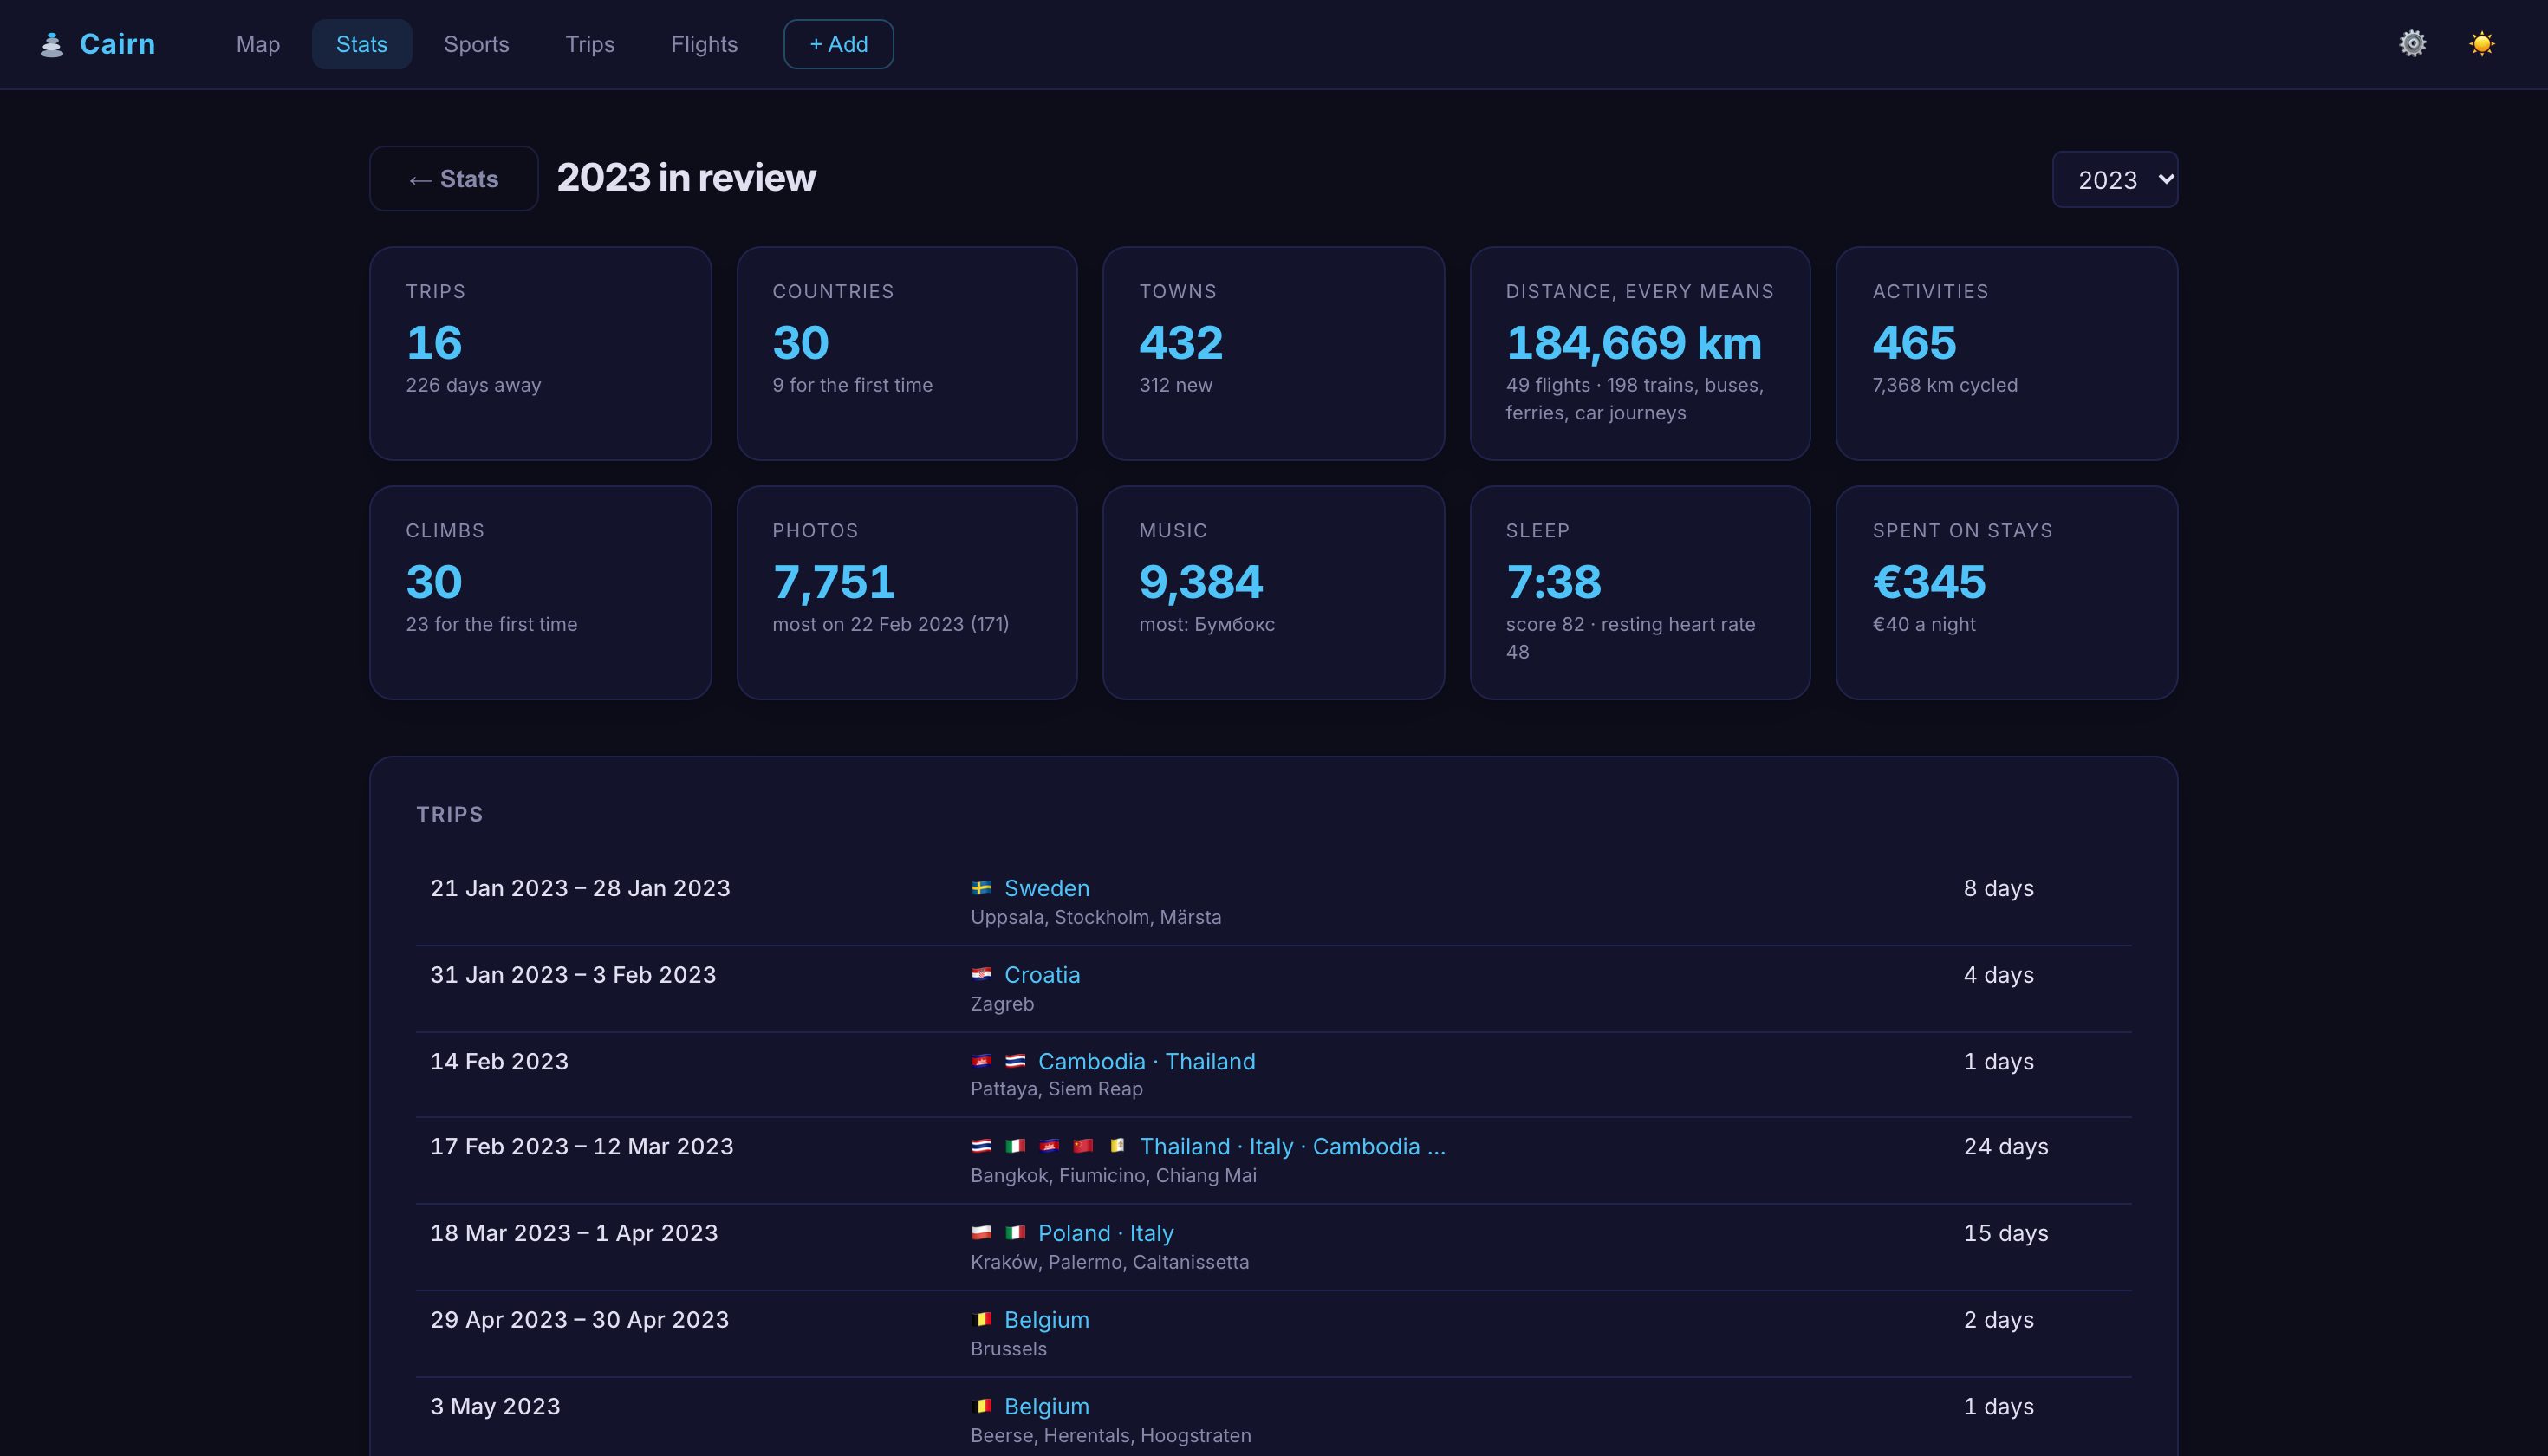 Cairn
Map
Stats
Sports
Trips
Flights
+ Add
← Stats
2023 in review
2023
TRIPS
16
226 days away
COUNTRIES
30
9 for the first time
TOWNS
432
312 new
DISTANCE, EVERY MEANS
184,669 km
49 flights · 198 trains, buses,
ferries, car journeys
ACTIVITIES
465
7,368 km cycled
CLIMBS
30
23 for the first time
PHOTOS
7,751
most on 22 Feb 2023 (171)
MUSIC
9,384
most: Бумбокс
SLEEP
7:38
score 82 · resting heart rate
48
SPENT ON STAYS
€345
€40 a night
TRIPS
21 Jan 2023 – 28 Jan 2023
Sweden
8 days
Uppsala, Stockholm, Märsta
31 Jan 2023 – 3 Feb 2023
Croatia
4 days
Zagreb
14 Feb 2023
Cambodia · Thailand
1 days
Pattaya, Siem Reap
17 Feb 2023 – 12 Mar 2023
Thailand · Italy · Cambodia ...
24 days
Bangkok, Fiumicino, Chiang Mai
18 Mar 2023 – 1 Apr 2023
Poland · Italy
15 days
Kraków, Palermo, Caltanissetta
29 Apr 2023 – 30 Apr 2023
Belgium
2 days
Brussels
3 May 2023
Belgium
1 days
Beerse, Herentals, Hoogstraten